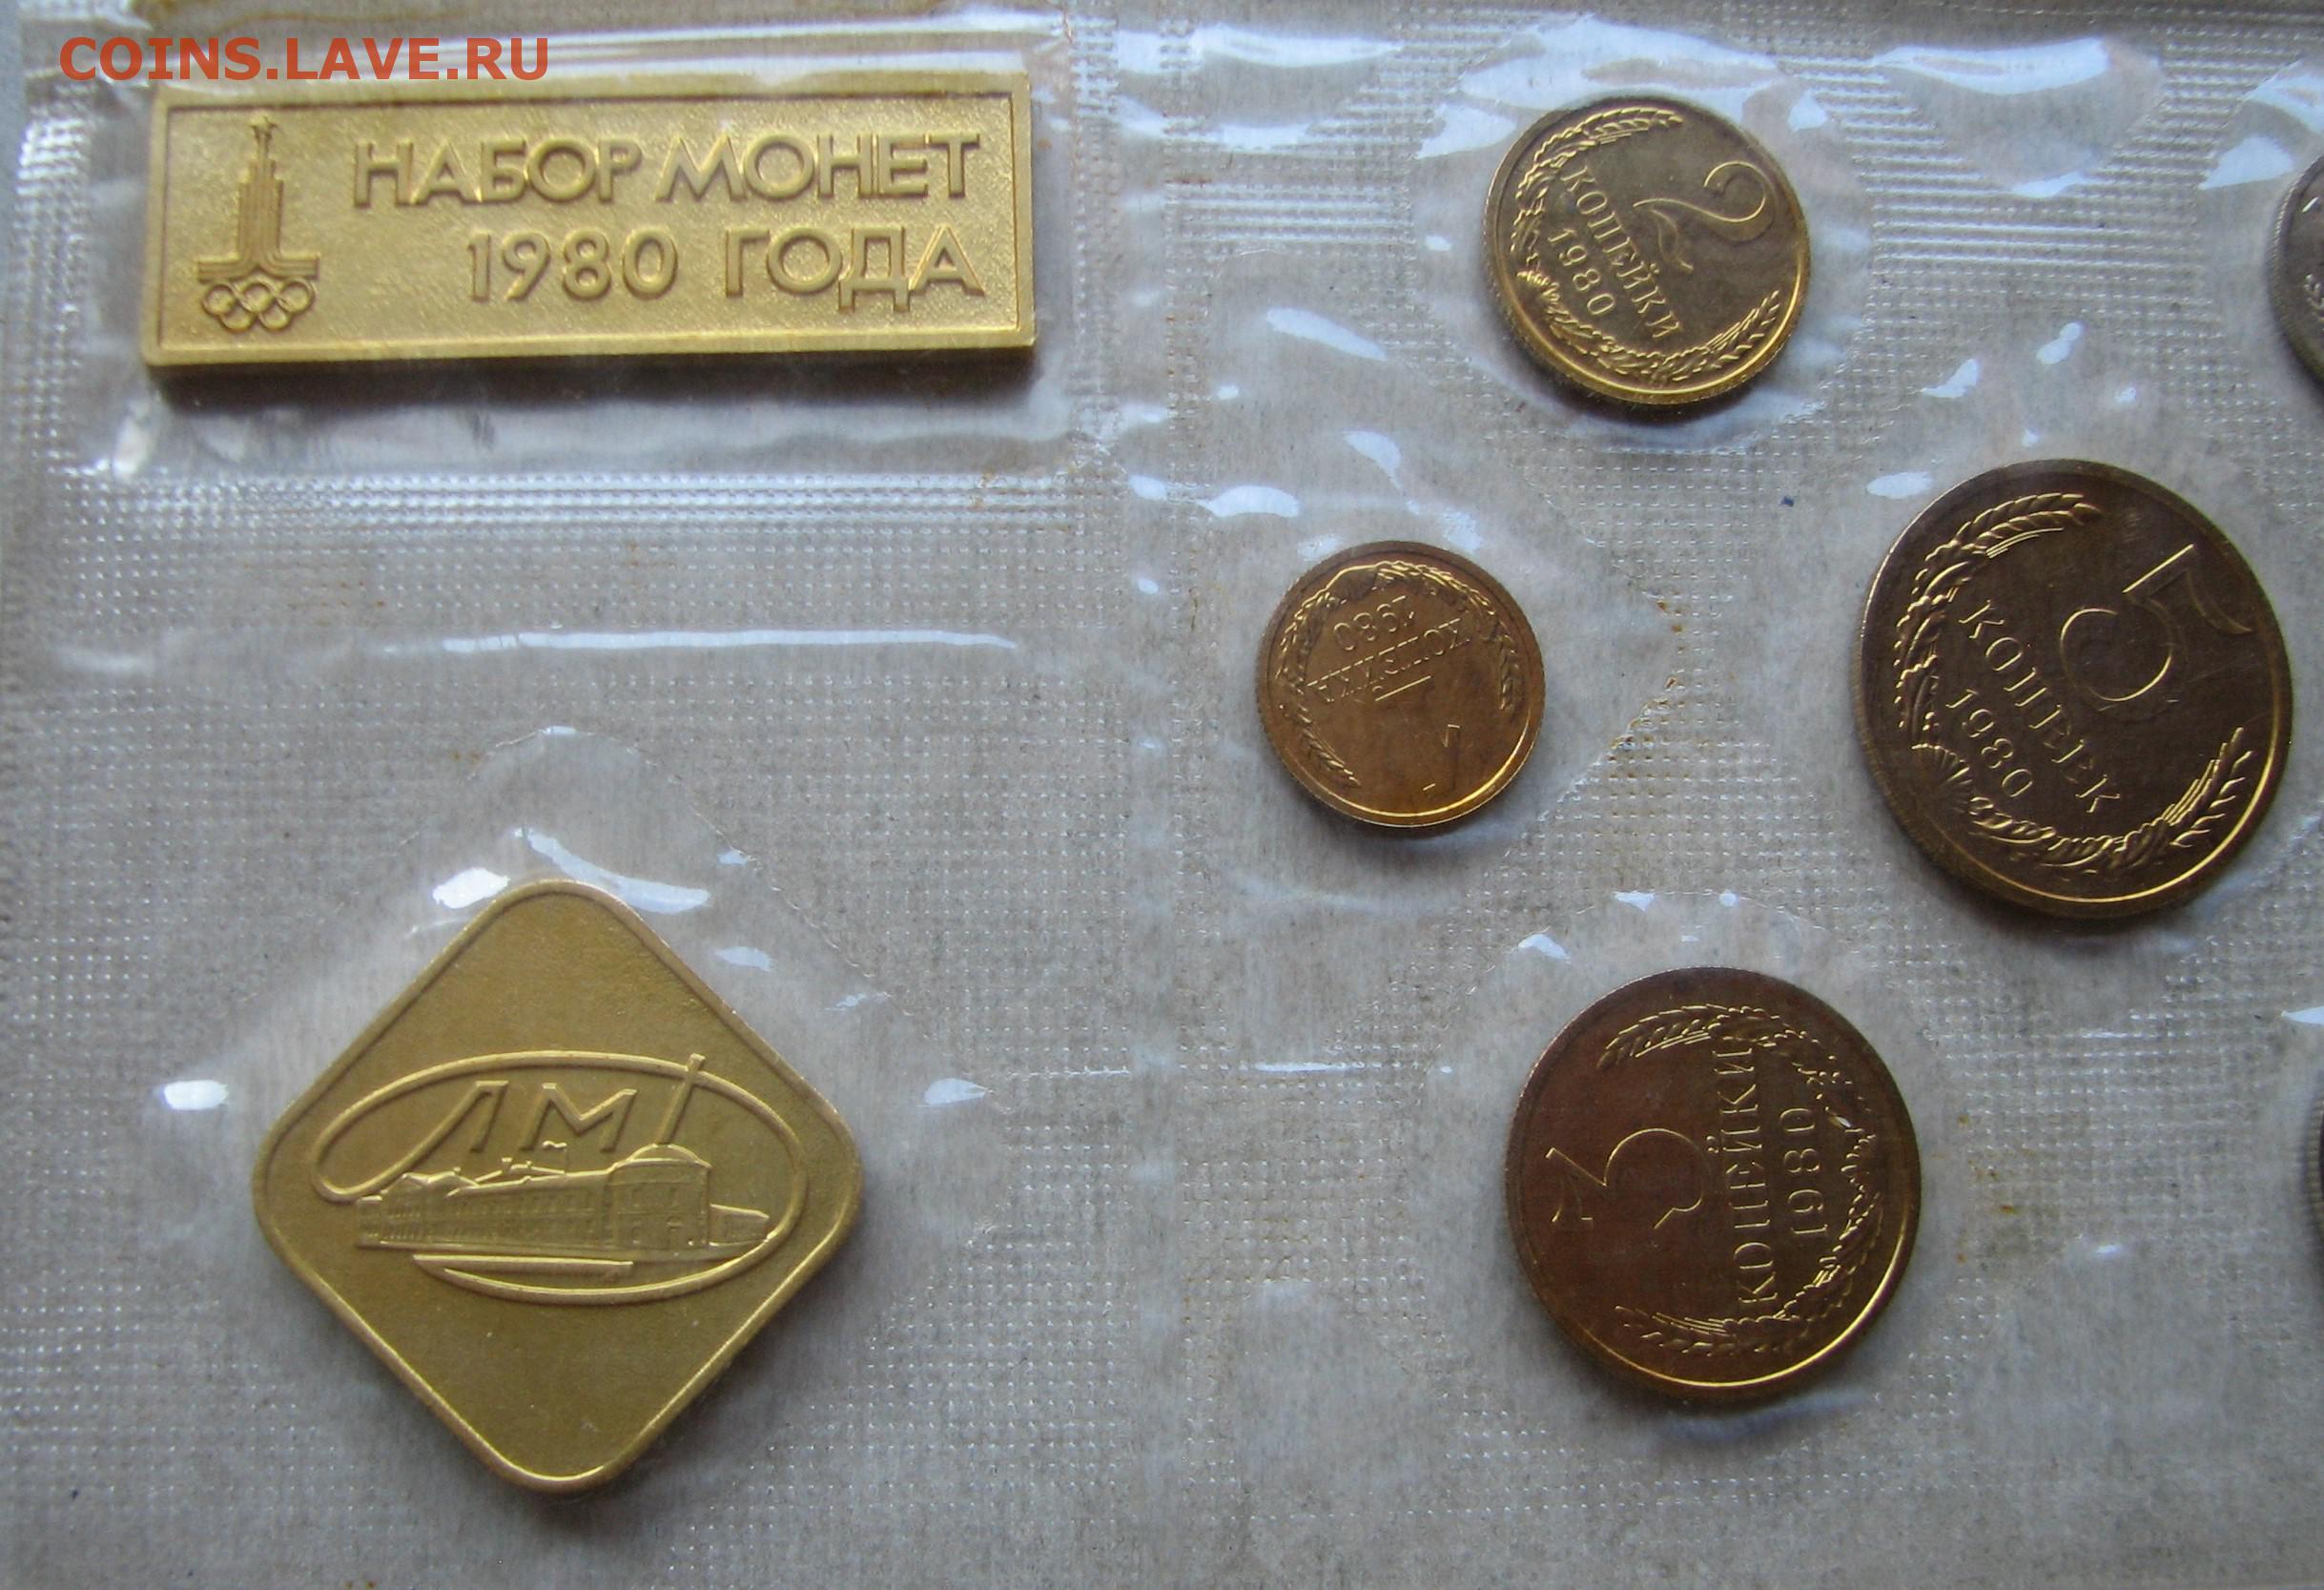 COINS.LAVE.RU
НАБОР МОНЕТ
1980 ГОДА
2
КОПЕЙКИ
1980
1
КОПЕЙКА
1980
5
КОПЕЕК
1980
ЛМД
3
КОПЕЙКИ
1980